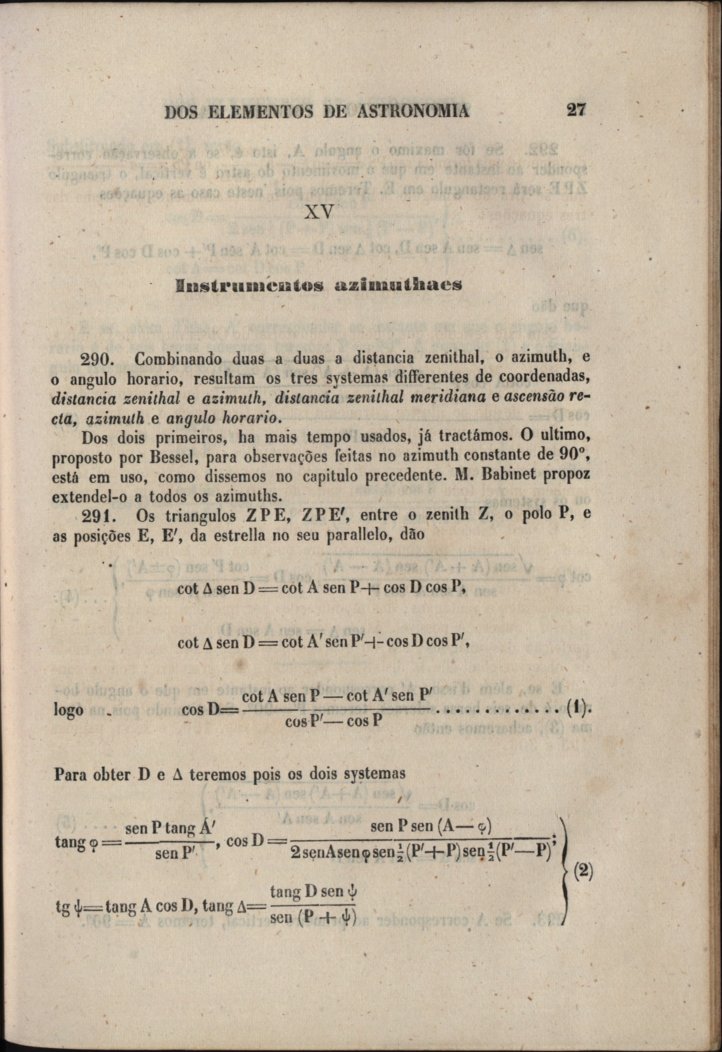 DOS ELEMENTOS DE ASTRONOMIA 27
XV
Instrumentos azimuthaes
290. Combinando duas a duas a distancia zenithal, o azimuth, e
o angulo horario, resultam os tres systemas differentes de coordenadas,
distancia zenithal e azimuth, distancia zenithal meridiana e ascensão re-
cta, azimuth e angulo horario.
Dos dois primeiros, ha mais tempo usados, já tractámos. O ultimo,
proposto por Bessel, para observações feitas no azimuth constante de 90°,
está em uso, como dissemos no capitulo precedente. M. Babinet propoz
extendel-o a todos os azimuths.
291. Os triangulos ZPE, ZPE′, entre o zenith Z, o polo P, e
as posições E, E′, da estrella no seu parallelo, dão
cot Δ sen D = cot A sen P + cos D cos P,
cot Δ sen D = cot A′ sen P′ + cos D cos P′,
logo cos D = (cot A sen P — cot A′ sen P′) / (cos P′ — cos P) ............. (1).
Para obter D e Δ teremos pois os dois systemas
tang φ = (sen P tang A′) / (sen P′), cos D = (sen P sen (A — φ)) / (2 sen A sen φ sen ½ (P′ + P) sen ½ (P′ — P));
tg ψ = tang A cos D, tang Δ = (tang D sen ψ) / (sen (P + ψ)) } (2)